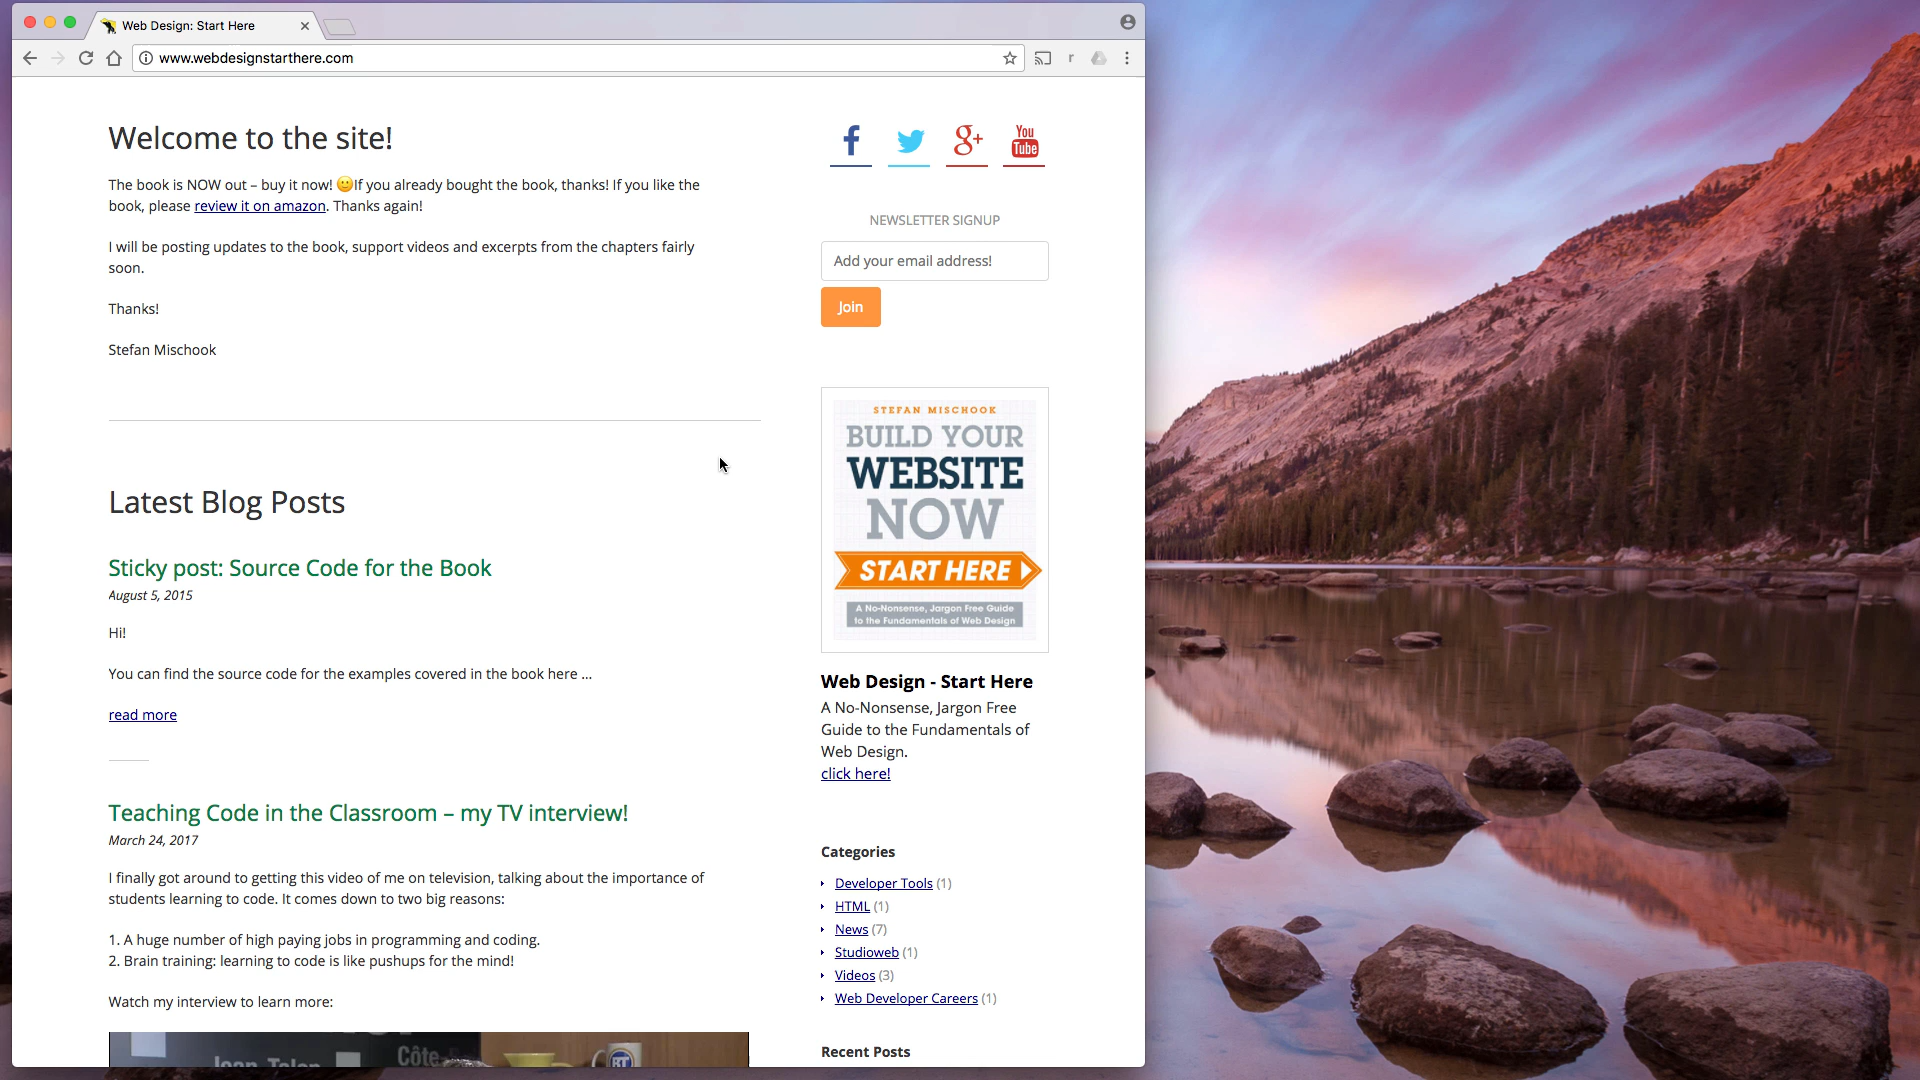 Web Design: Start Here
www.webdesignstarthere.com
r
Welcome to the site!
The book is NOW out – buy it now! 🙂If you already bought the book, thanks! If you like the
book, please review it on amazon. Thanks again!
I will be posting updates to the book, support videos and excerpts from the chapters fairly
soon.
Thanks!
Stefan Mischook
Latest Blog Posts
Sticky post: Source Code for the Book
August 5, 2015
Hi!
You can find the source code for the examples covered in the book here ...
read more
Teaching Code in the Classroom – my TV interview!
March 24, 2017
I finally got around to getting this video of me on television, talking about the importance of
students learning to code. It comes down to two big reasons:
1. A huge number of high paying jobs in programming and coding.
2. Brain training: learning to code is like pushups for the mind!
Watch my interview to learn more:
Jean-Talon
Côte
BT
f
g+
You
Tube
NEWSLETTER SIGNUP
Add your email address!
Join
STEFAN MISCHOOK
BUILD YOUR
WEBSITE
NOW
START HERE
A No-Nonsense, Jargon Free Guide
to the Fundamentals of Web Design
Web Design - Start Here
A No-Nonsense, Jargon Free
Guide to the Fundamentals of
Web Design.
click here!
Categories
Developer Tools (1)
HTML (1)
News (7)
Studioweb (1)
Videos (3)
Web Developer Careers (1)
Recent Posts